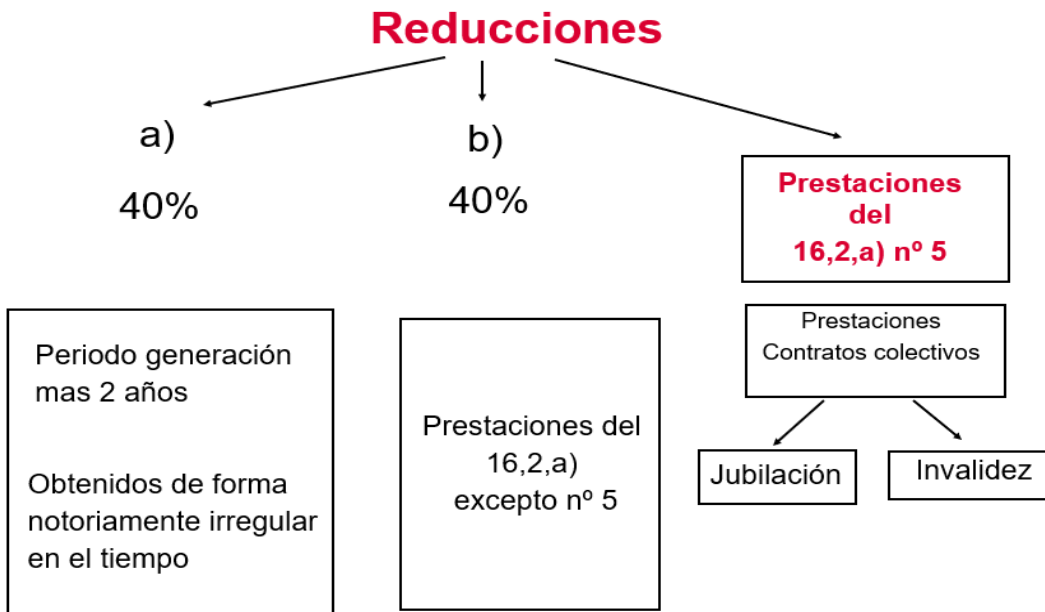 Reducciones
a)
40%
Periodo generación
mas 2 años
Obtenidos de forma
notoriamente irregular
en el tiempo
b)
40%
Prestaciones del
16,2,a)
excepto nº 5
Prestaciones
del
16,2,a) nº 5
Prestaciones
Contratos colectivos
Jubilación
Invalidez